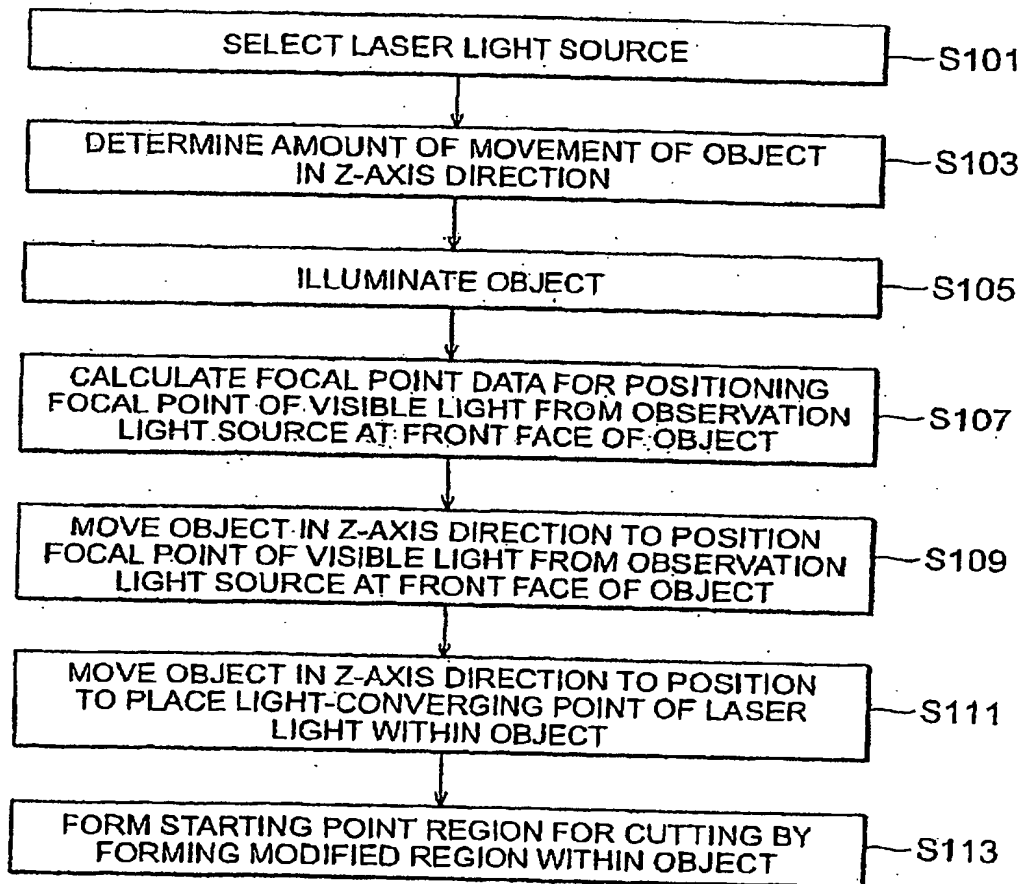 SELECT LASER LIGHT SOURCE
S101
DETERMINE AMOUNT OF MOVEMENT OF OBJECT
IN Z-AXIS DIRECTION
S103
ILLUMINATE OBJECT
S105
CALCULATE FOCAL POINT DATA FOR POSITIONING
FOCAL POINT OF VISIBLE LIGHT FROM OBSERVATION
LIGHT SOURCE AT FRONT FACE OF OBJECT
S107
MOVE OBJECT IN Z-AXIS DIRECTION TO POSITION
FOCAL POINT OF VISIBLE LIGHT FROM OBSERVATION
LIGHT SOURCE AT FRONT FACE OF OBJECT
S109
MOVE OBJECT IN Z-AXIS DIRECTION TO POSITION
TO PLACE LIGHT-CONVERGING POINT OF LASER
LIGHT WITHIN OBJECT
S111
FORM STARTING POINT REGION FOR CUTTING BY
FORMING MODIFIED REGION WITHIN OBJECT
S113